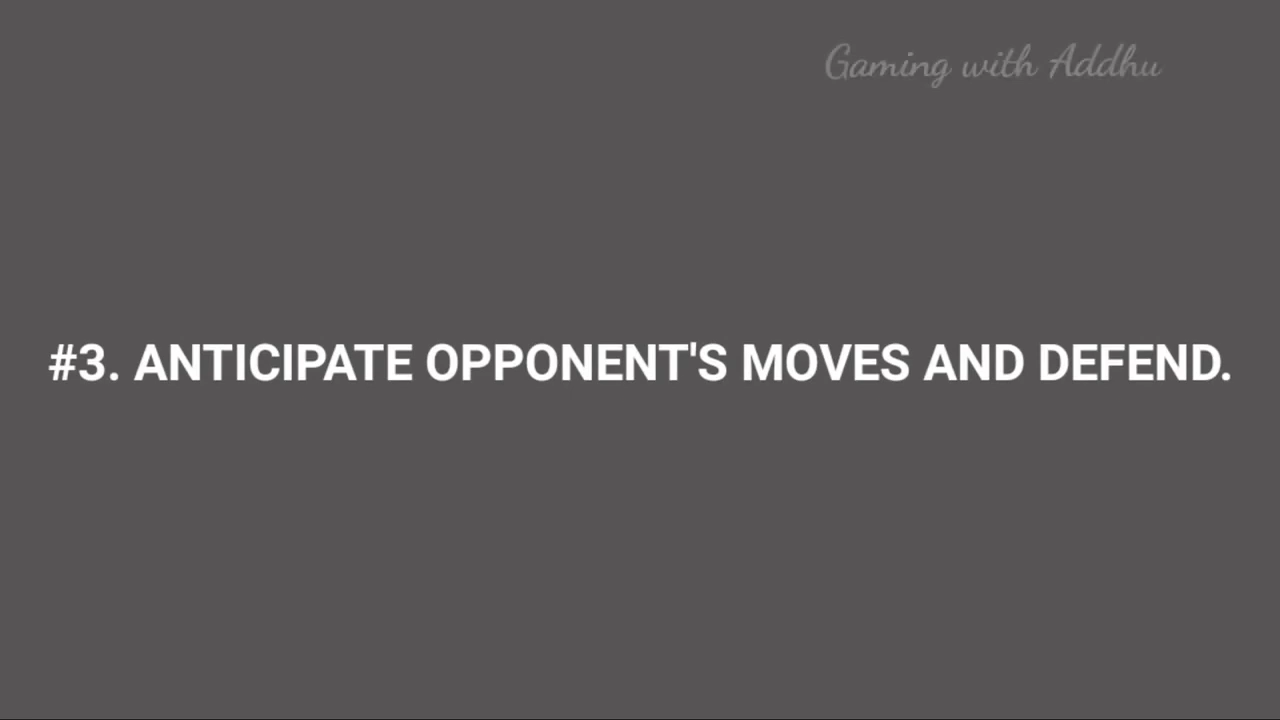 Gaming with Addhu
#3. ANTICIPATE OPPONENT'S MOVES AND DEFEND.